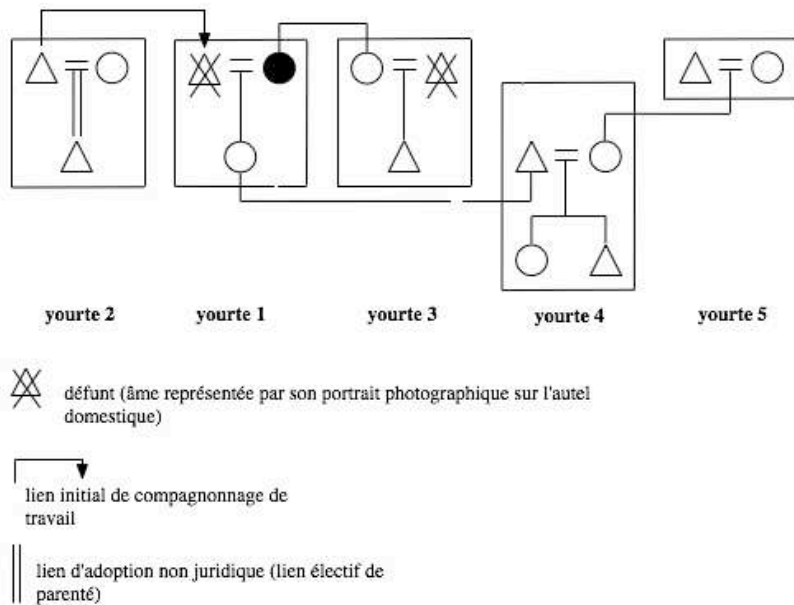 yourte 2 yourte 1 yourte 3 yourte 4 yourte 5
défunt (âme représentée par son portrait photographique sur l'autel
domestique)
lien initial de compagnonnage de
travail
lien d'adoption non juridique (lien électif de
parenté)